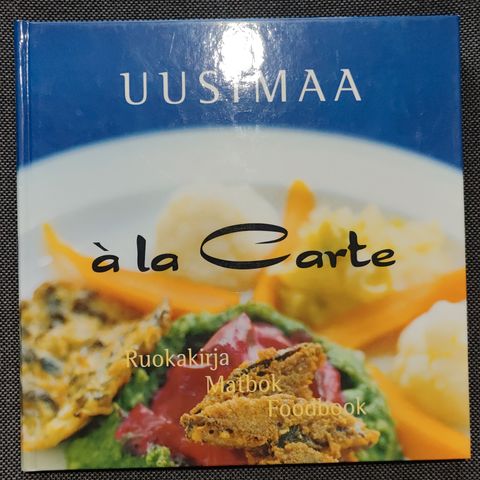 UUSIMAA
à la Carte
Ruokakirja
Matbok
Foodbook